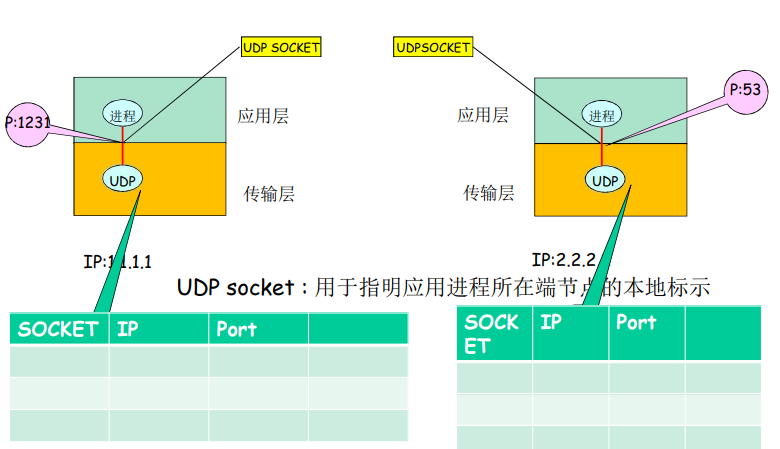 UDP SOCKET
UDPSOCKET
P:1231
进程
应用层
UDP
传输层
应用层
进程
P:53
传输层
UDP
IP:1.1.1.1
IP:2.2.2
UDP socket：用于指明应用进程所在端节点的本地标示
SOCKET IP Port
SOCK
ET IP Port